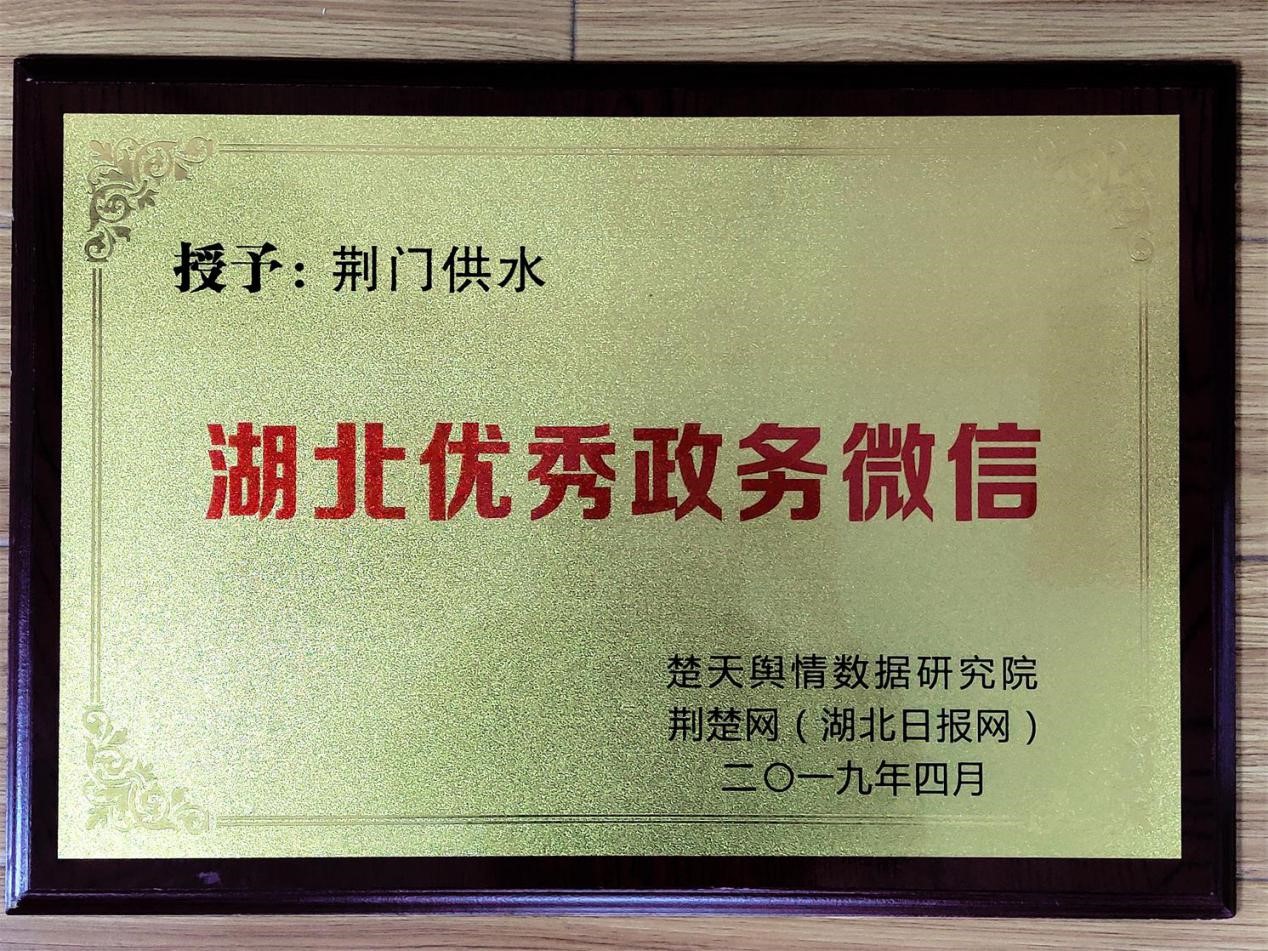 授予：荆门供水
湖北优秀政务微信
楚天舆情数据研究院
荆楚网（湖北日报网）
二〇一九年四月